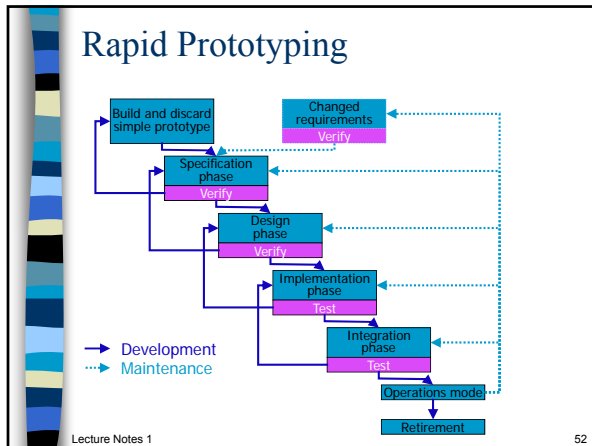 Rapid Prototyping
Build and discard
simple prototype
Changed
requirements
Verify
Specification
phase
Verify
Design
phase
Verify
Implementation
phase
Test
Integration
phase
Test
Development
Maintenance
Operations mode
Retirement
Lecture Notes 1
52